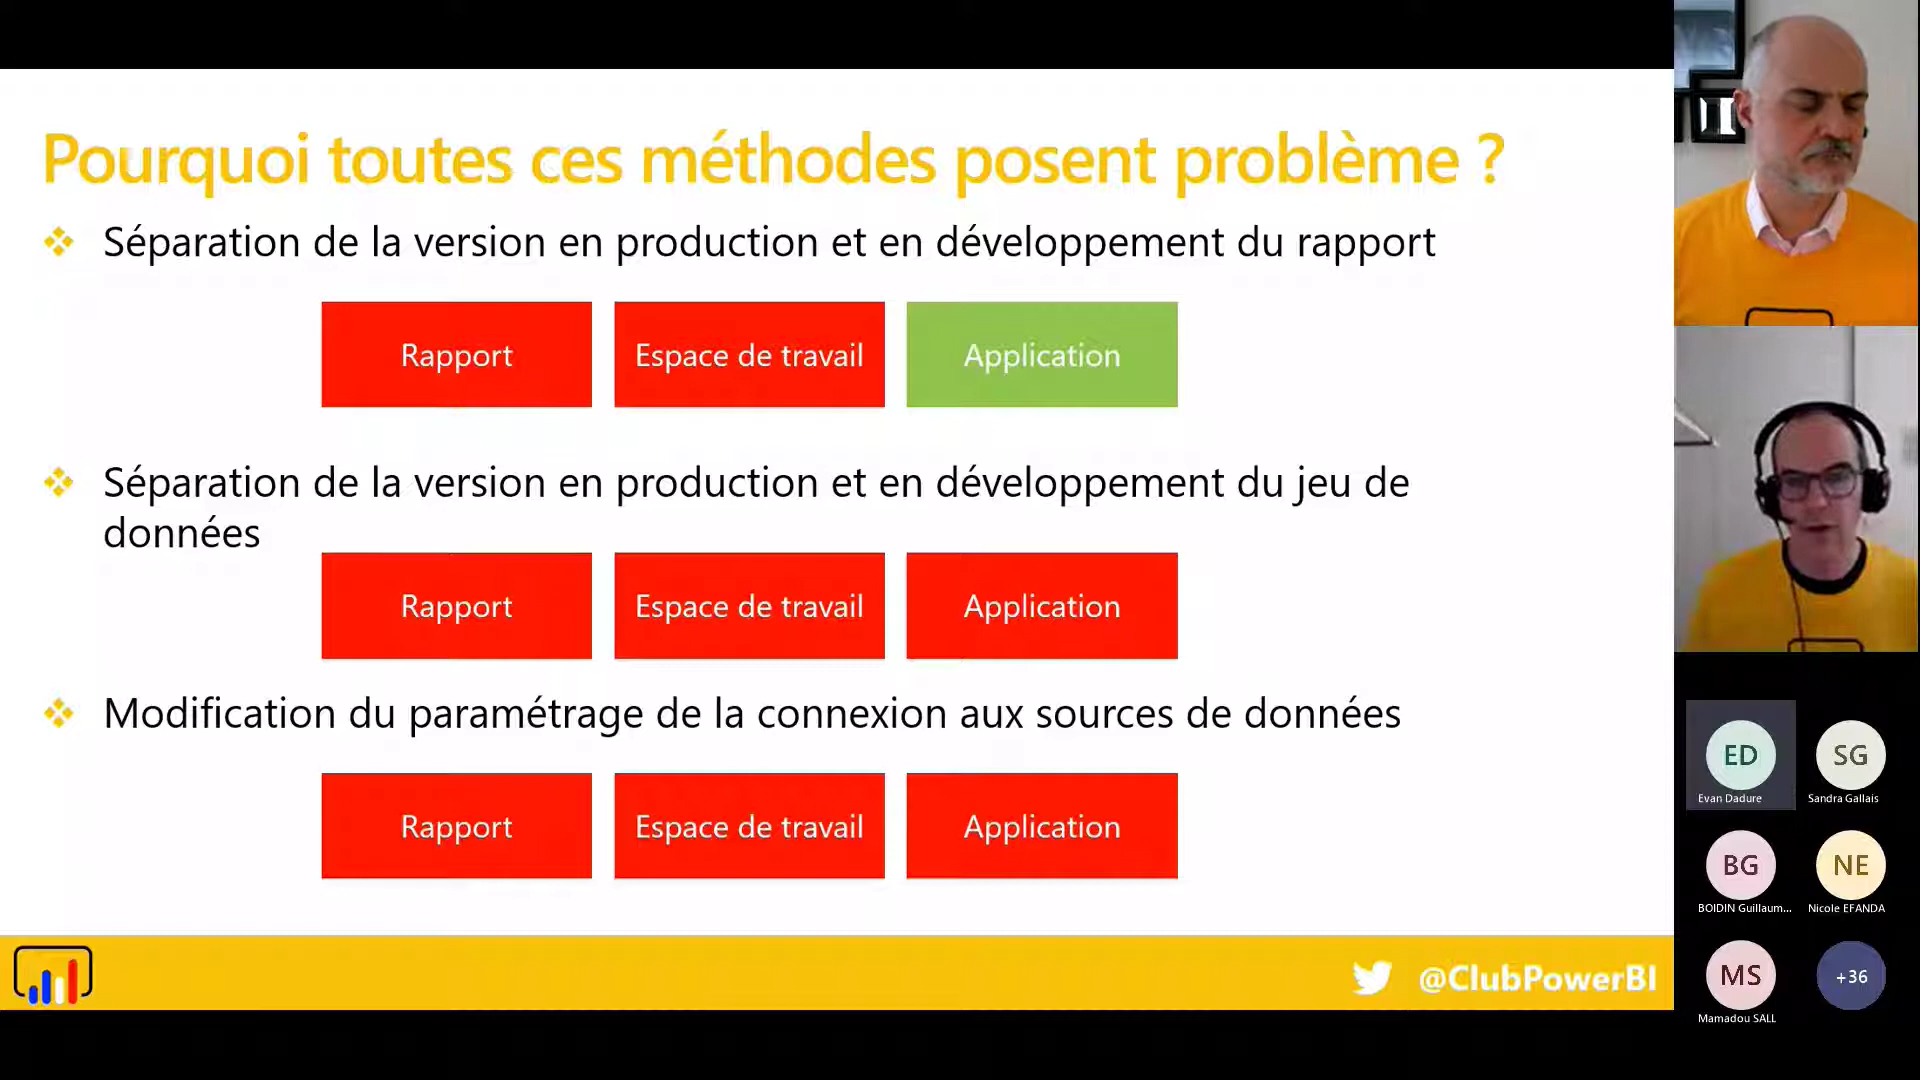 Pourquoi toutes ces méthodes posent problème ?
Séparation de la version en production et en développement du rapport
Rapport
Espace de travail
Application
Séparation de la version en production et en développement du jeu de
données
Rapport
Espace de travail
Application
Modification du paramétrage de la connexion aux sources de données
Rapport
Espace de travail
Application
@ClubPowerBI
ED
Evan Dadure
SG
Sandra Gallais
BG
BOIDIN Guillaum...
NE
Nicole EFANDA
MS
Mamadou SALL
+36